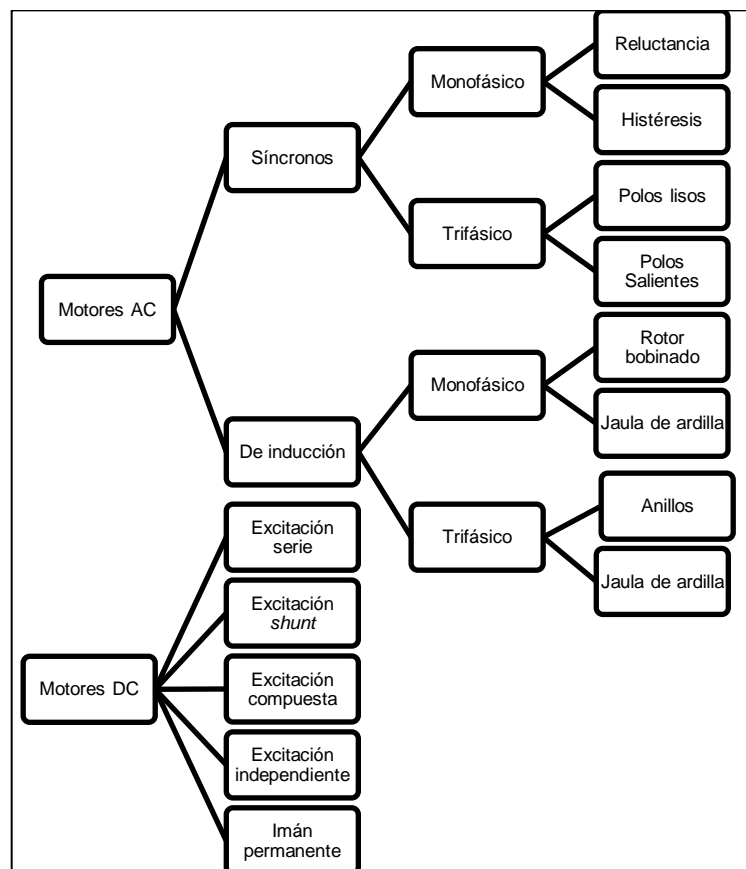 Motores AC
Síncronos
Monofásico
Reluctancia
Histéresis
Trifásico
Polos lisos
Polos
Salientes
De inducción
Monofásico
Rotor
bobinado
Jaula de ardilla
Trifásico
Anillos
Jaula de ardilla
Motores DC
Excitación
serie
Excitación
shunt
Excitación
compuesta
Excitación
independiente
Imán
permanente